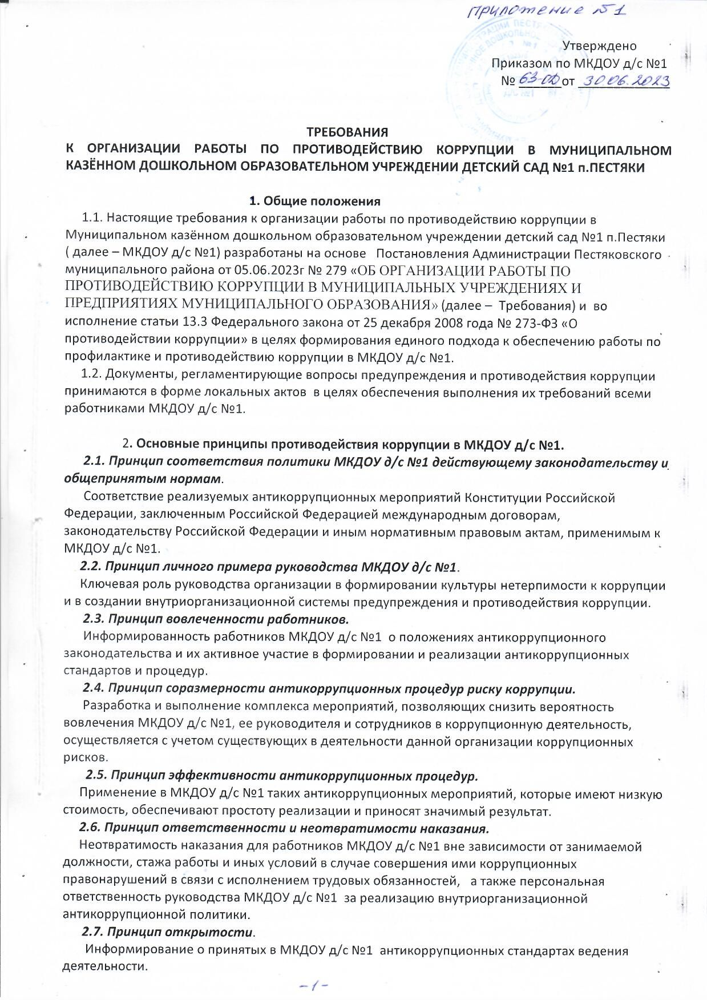 приложение №1
Утверждено
Приказом по МКДОУ д/с №1
№ 63-ОД от 30.06.2023
ТРЕБОВАНИЯ
К ОРГАНИЗАЦИИ РАБОТЫ ПО ПРОТИВОДЕЙСТВИЮ КОРРУПЦИИ В МУНИЦИПАЛЬНОМ
КАЗЁННОМ ДОШКОЛЬНОМ ОБРАЗОВАТЕЛЬНОМ УЧРЕЖДЕНИИ ДЕТСКИЙ САД №1 п.ПЕСТЯКИ
1. Общие положения
1.1. Настоящие требования к организации работы по противодействию коррупции в
Муниципальном казённом дошкольном образовательном учреждении детский сад №1 п.Пестяки
( далее – МКДОУ д/с №1) разработаны на основе Постановления Администрации Пестяковского
муниципального района от 05.06.2023г № 279 «ОБ ОРГАНИЗАЦИИ РАБОТЫ ПО
ПРОТИВОДЕЙСТВИЮ КОРРУПЦИИ В МУНИЦИПАЛЬНЫХ УЧРЕЖДЕНИЯХ И
ПРЕДПРИЯТИЯХ МУНИЦИПАЛЬНОГО ОБРАЗОВАНИЯ» (далее – Требования) и во
исполнение статьи 13.3 Федерального закона от 25 декабря 2008 года № 273-ФЗ «О
противодействии коррупции» в целях формирования единого подхода к обеспечению работы по
профилактике и противодействию коррупции в МКДОУ д/с №1.
1.2. Документы, регламентирующие вопросы предупреждения и противодействия коррупции
принимаются в форме локальных актов в целях обеспечения выполнения их требований всеми
работниками МКДОУ д/с №1.
2. Основные принципы противодействия коррупции в МКДОУ д/с №1.
2.1. Принцип соответствия политики МКДОУ д/с №1 действующему законодательству и
общепринятым нормам.
Соответствие реализуемых антикоррупционных мероприятий Конституции Российской
Федерации, заключенным Российской Федерацией международным договорам,
законодательству Российской Федерации и иным нормативным правовым актам, применимым к
МКДОУ д/с №1.
2.2. Принцип личного примера руководства МКДОУ д/с №1.
Ключевая роль руководства организации в формировании культуры нетерпимости к коррупции
и в создании внутриорганизационной системы предупреждения и противодействия коррупции.
2.3. Принцип вовлеченности работников.
Информированность работников МКДОУ д/с №1 о положениях антикоррупционного
законодательства и их активное участие в формировании и реализации антикоррупционных
стандартов и процедур.
2.4. Принцип соразмерности антикоррупционных процедур риску коррупции.
Разработка и выполнение комплекса мероприятий, позволяющих снизить вероятность
вовлечения МКДОУ д/с №1, ее руководителя и сотрудников в коррупционную деятельность,
осуществляется с учетом существующих в деятельности данной организации коррупционных
рисков.
2.5. Принцип эффективности антикоррупционных процедур.
Применение в МКДОУ д/с №1 таких антикоррупционных мероприятий, которые имеют низкую
стоимость, обеспечивают простоту реализации и приносят значимый результат.
2.6. Принцип ответственности и неотвратимости наказания.
Неотвратимость наказания для работников МКДОУ д/с №1 вне зависимости от занимаемой
должности, стажа работы и иных условий в случае совершения ими коррупционных
правонарушений в связи с исполнением трудовых обязанностей, а также персональная
ответственность руководства МКДОУ д/с №1 за реализацию внутриорганизационной
антикоррупционной политики.
2.7. Принцип открытости.
Информирование о принятых в МКДОУ д/с №1 антикоррупционных стандартах ведения
деятельности.
-1-